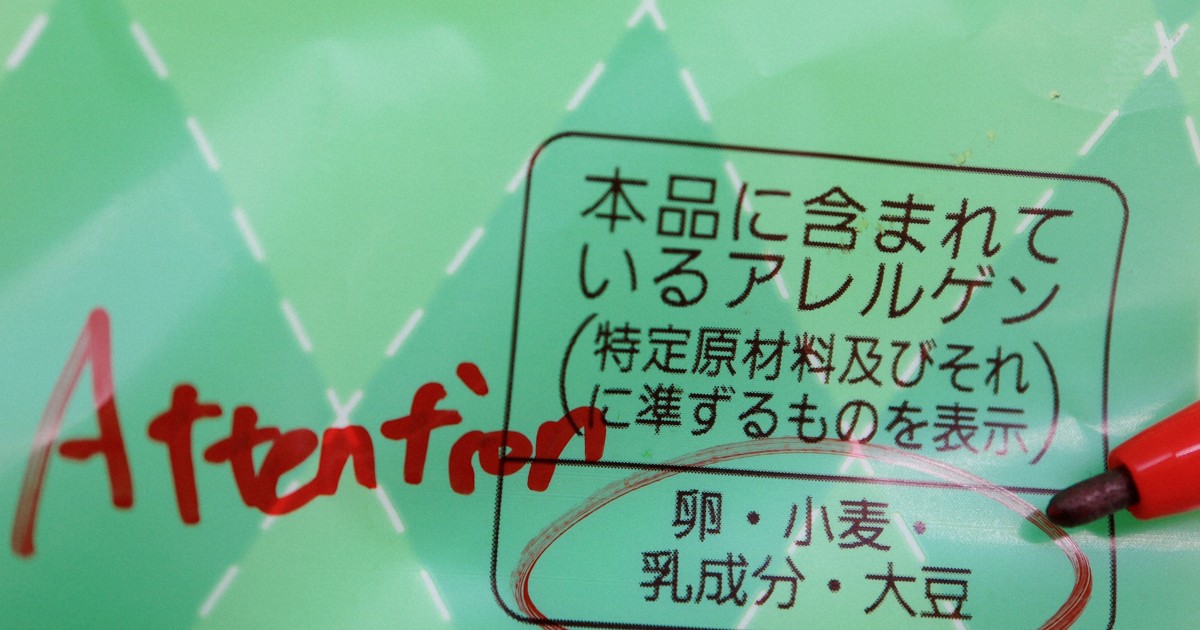 本品に含まれて
いるアレルゲン
(特定原材料及びそれ
に準ずるものを表示)
卵・小麦・
乳成分・大豆
Attention